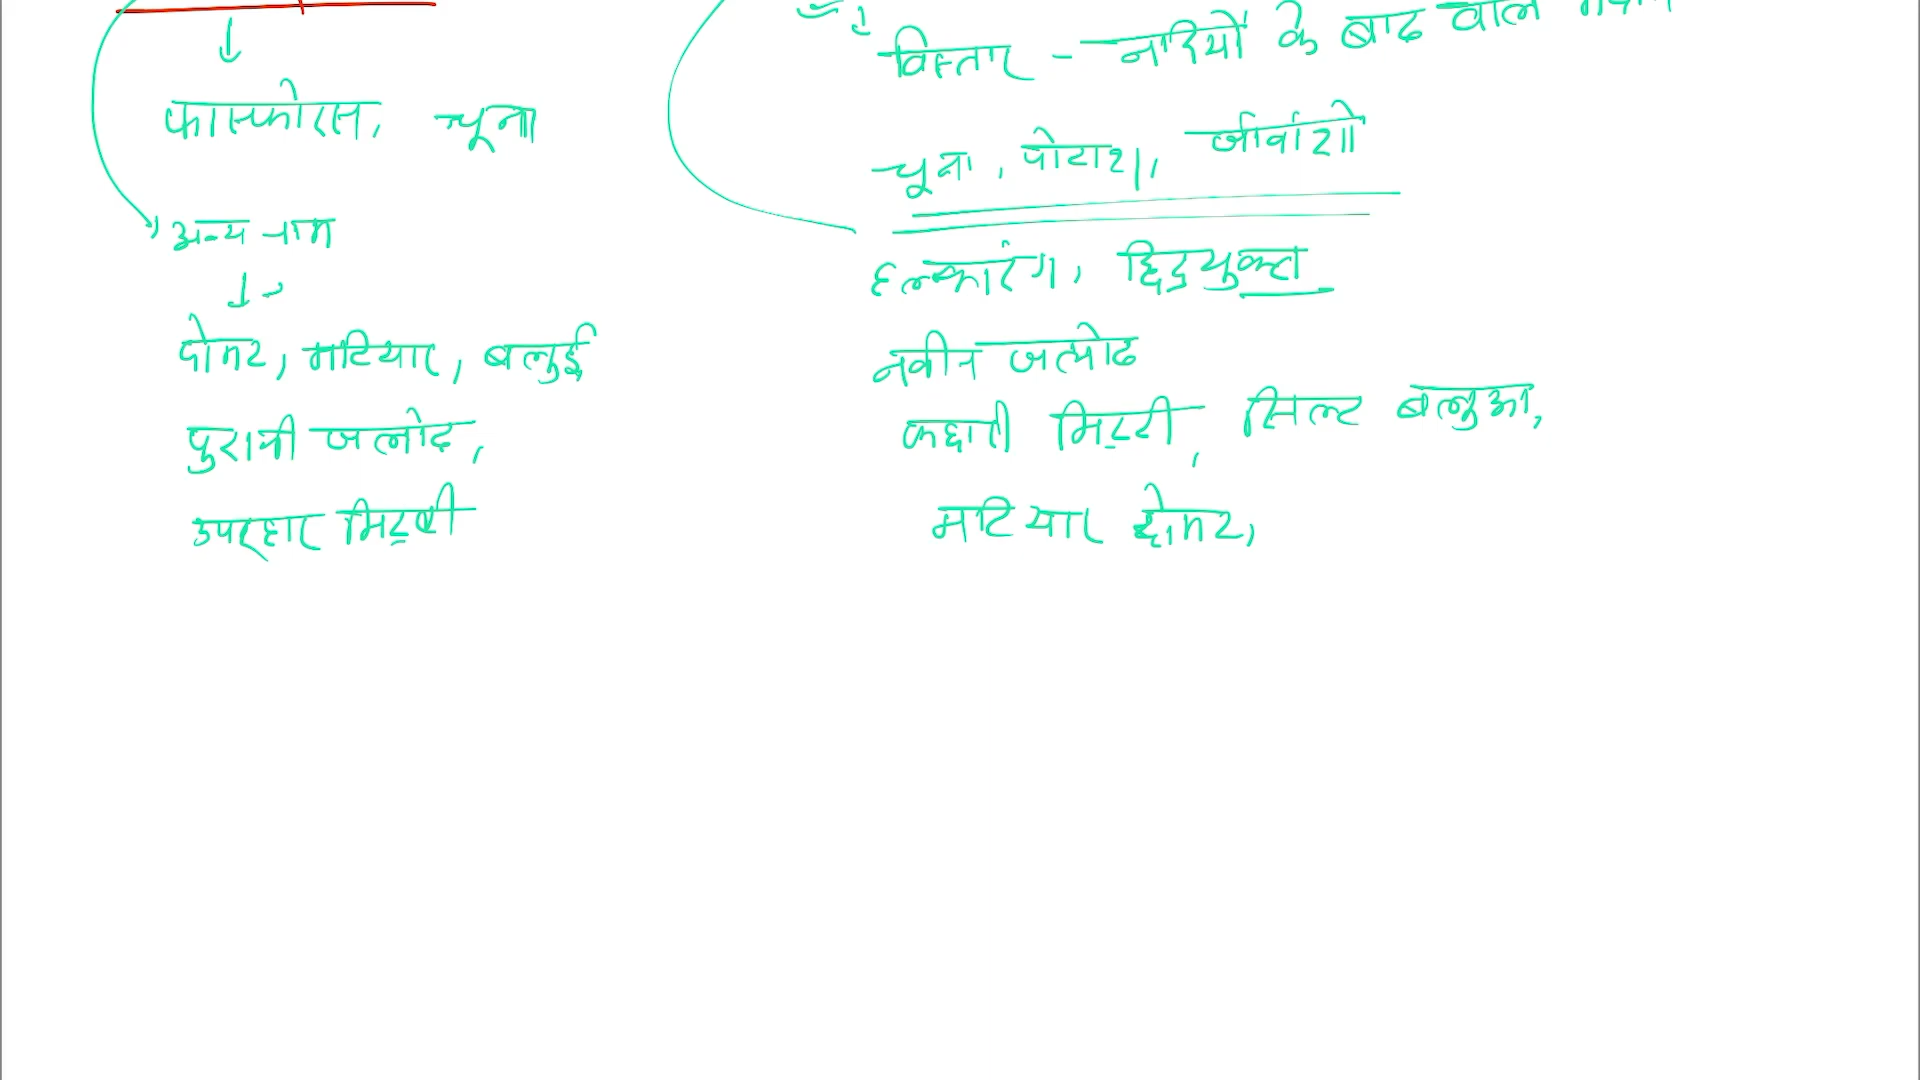 फास्फोरस, चूना
अन्य नाम
दोमट, मटियार, बलुई
पुरानी जलोढ़,
उपरहार मिट्टी
विस्तार - नदियों के बाढ़ वाले
चूना, पोटाश, जीवांशो
हल्का रंग, छिद्रयुक्त
नवीन जलोढ
कछारी मिट्टी, सिल्ट बलुआ,
मटियार दोमट,